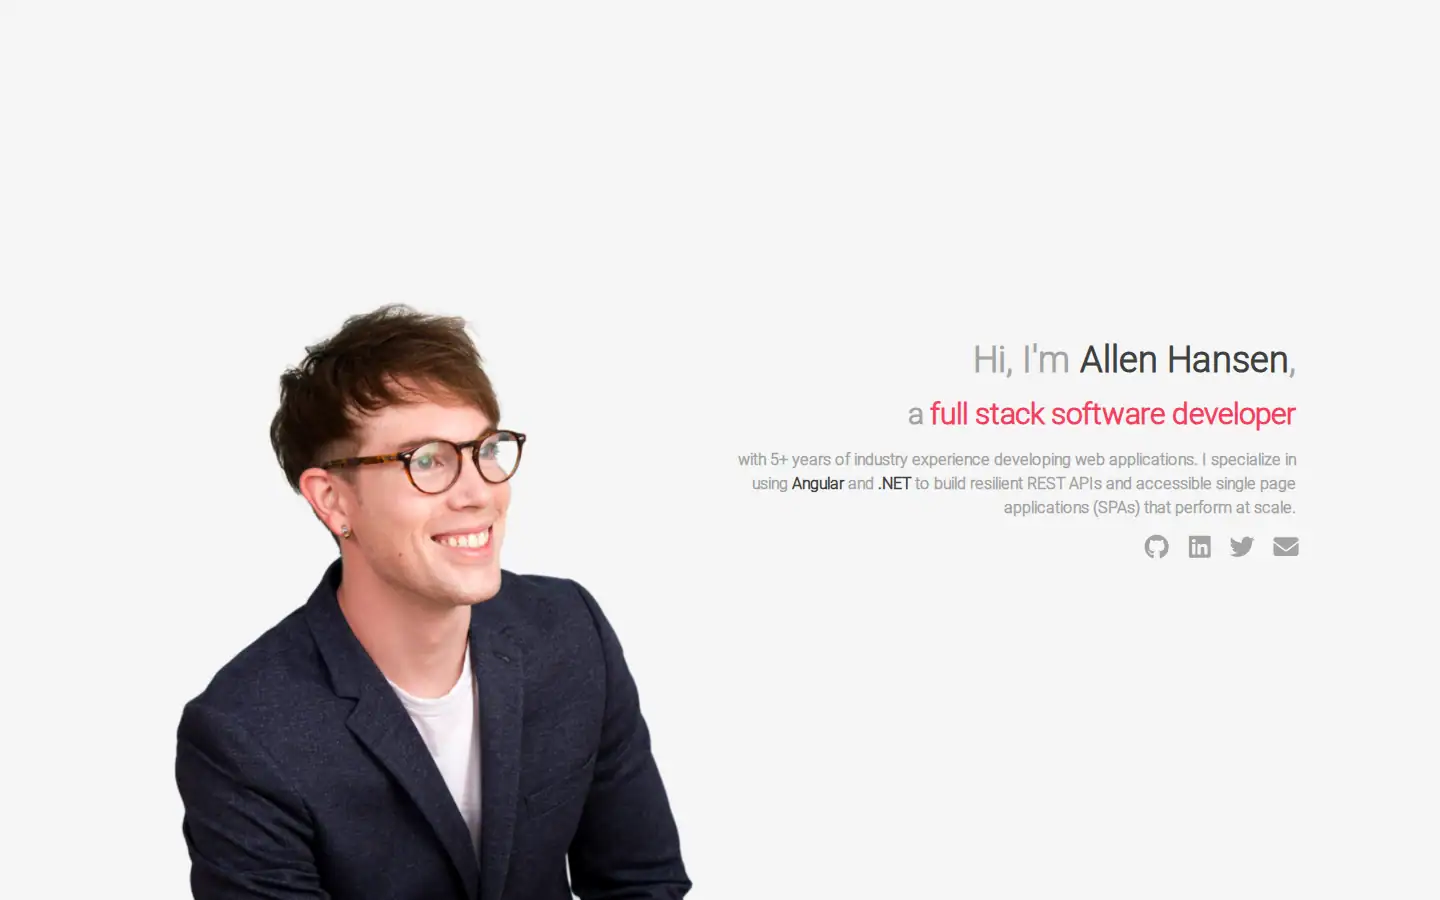 Hi, I'm Allen Hansen,
a full stack software developer
with 5+ years of industry experience developing web applications. I specialize in
using Angular and .NET to build resilient REST APIs and accessible single page
applications (SPAs) that perform at scale.